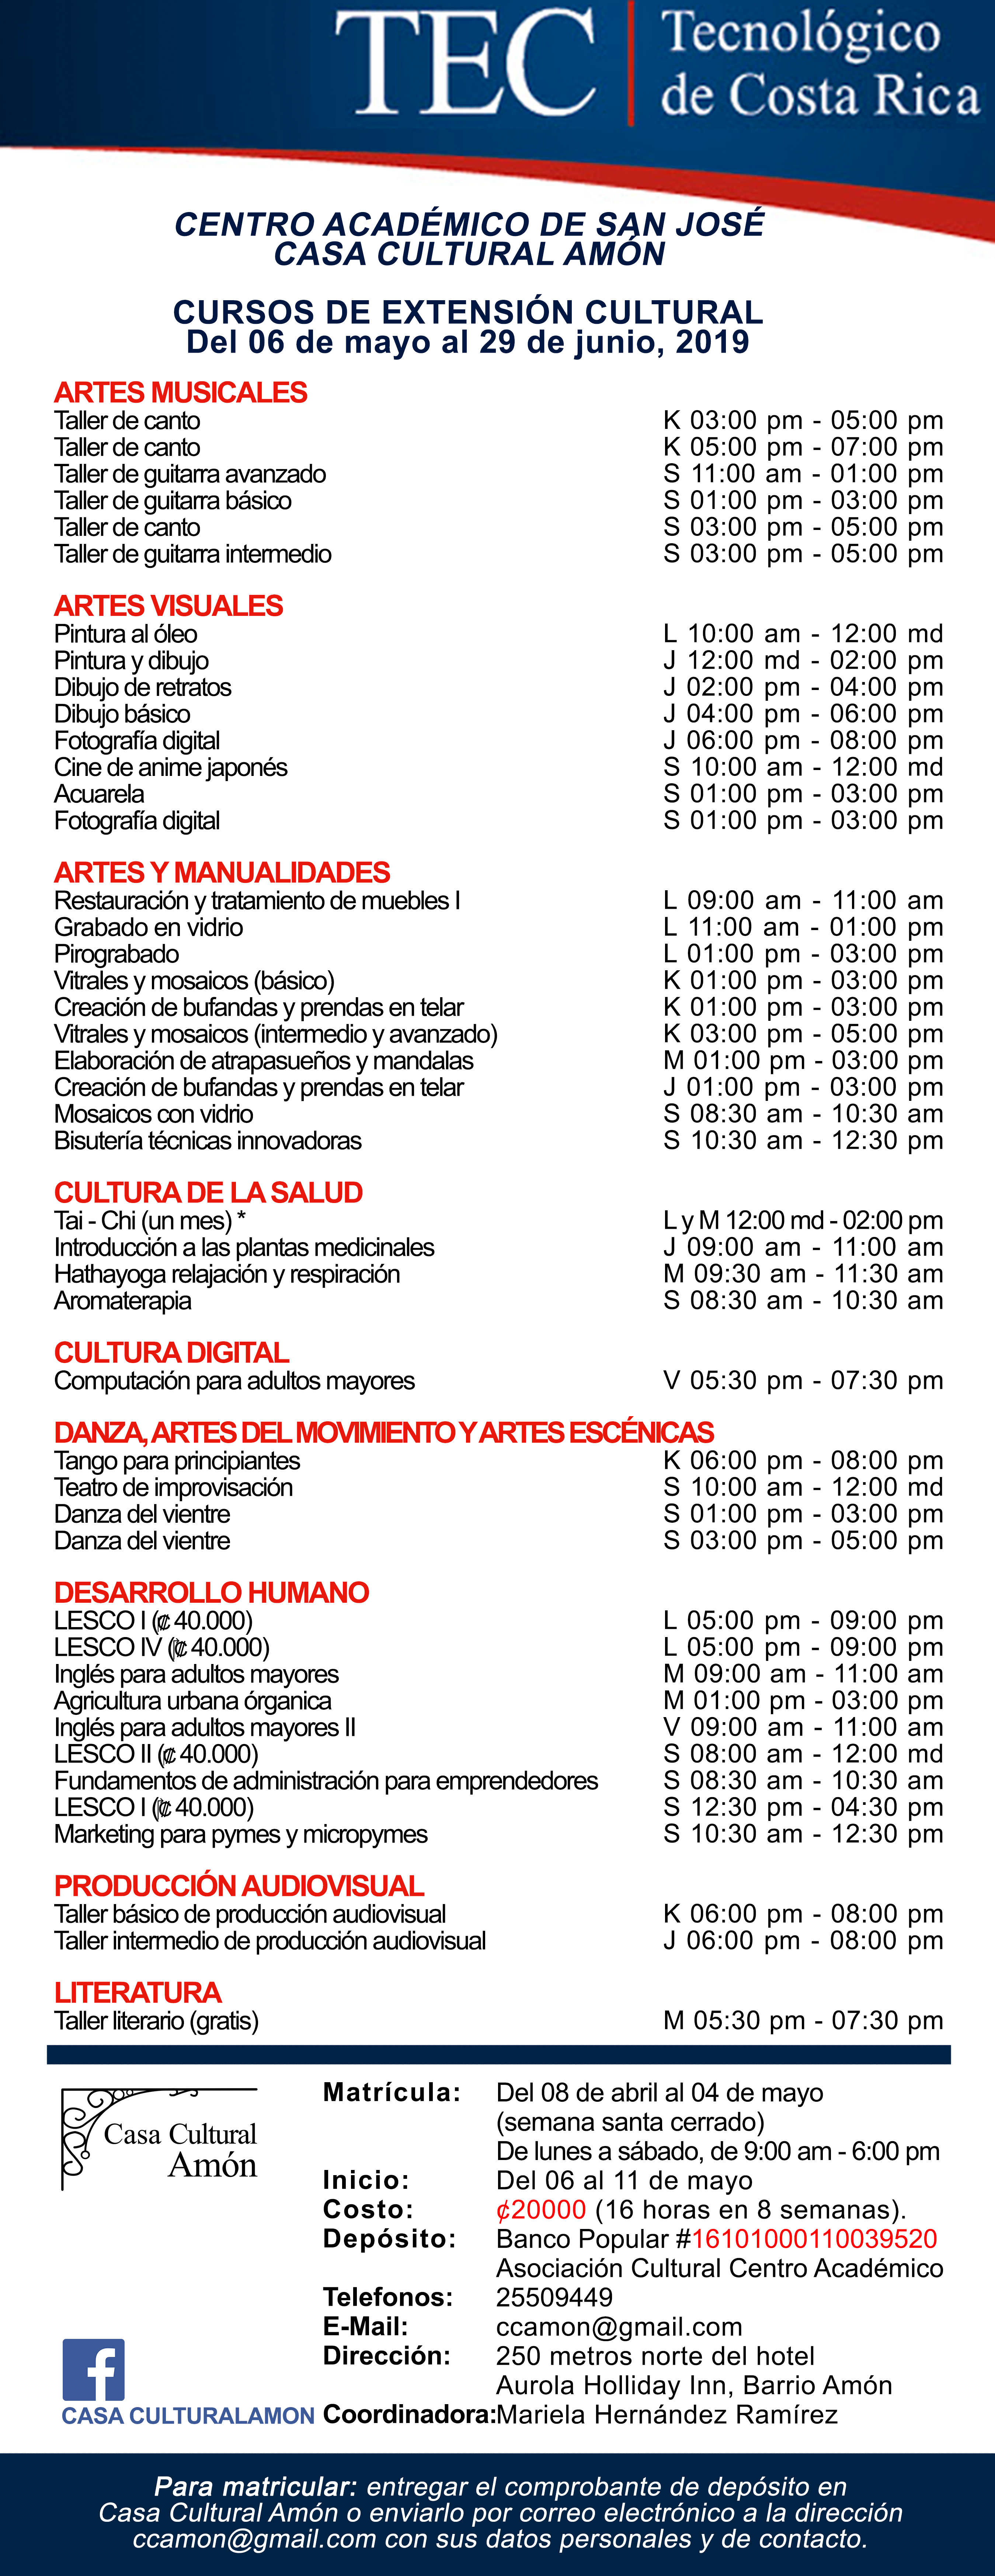 TEC | Tecnológico
de Costa Rica
CENTRO ACADÉMICO DE SAN JOSÉ
CASA CULTURAL AMÓN
CURSOS DE EXTENSIÓN CULTURAL
Del 06 de mayo al 29 de junio, 2019
ARTES MUSICALES
Taller de canto K 03:00 pm - 05:00 pm
Taller de canto K 05:00 pm - 07:00 pm
Taller de guitarra avanzado S 11:00 am - 01:00 pm
Taller de guitarra básico S 01:00 pm - 03:00 pm
Taller de canto S 03:00 pm - 05:00 pm
Taller de guitarra intermedio S 03:00 pm - 05:00 pm
ARTES VISUALES
Pintura al óleo L 10:00 am - 12:00 md
Pintura y dibujo J 12:00 md - 02:00 pm
Dibujo de retratos J 02:00 pm - 04:00 pm
Dibujo básico J 04:00 pm - 06:00 pm
Fotografía digital J 06:00 pm - 08:00 pm
Cine de anime japonés S 10:00 am - 12:00 md
Acuarela S 01:00 pm - 03:00 pm
Fotografía digital S 01:00 pm - 03:00 pm
ARTES Y MANUALIDADES
Restauración y tratamiento de muebles I L 09:00 am - 11:00 am
Grabado en vidrio L 11:00 am - 01:00 pm
Pirograbado L 01:00 pm - 03:00 pm
Vitrales y mosaicos (básico) K 01:00 pm - 03:00 pm
Creación de bufandas y prendas en telar K 01:00 pm - 03:00 pm
Vitrales y mosaicos (intermedio y avanzado) K 03:00 pm - 05:00 pm
Elaboración de atrapasueños y mandalas M 01:00 pm - 03:00 pm
Creación de bufandas y prendas en telar J 01:00 pm - 03:00 pm
Mosaicos con vidrio S 08:30 am - 10:30 am
Bisutería técnicas innovadoras S 10:30 am - 12:30 pm
CULTURA DE LA SALUD
Tai - Chi (un mes) * L y M 12:00 md - 02:00 pm
Introducción a las plantas medicinales J 09:00 am - 11:00 am
Hathayoga relajación y respiración M 09:30 am - 11:30 am
Aromaterapia S 08:30 am - 10:30 am
CULTURA DIGITAL
Computación para adultos mayores V 05:30 pm - 07:30 pm
DANZA, ARTES DEL MOVIMIENTO Y ARTES ESCÉNICAS
Tango para principiantes K 06:00 pm - 08:00 pm
Teatro de improvisación S 10:00 am - 12:00 md
Danza del vientre S 01:00 pm - 03:00 pm
Danza del vientre S 03:00 pm - 05:00 pm
DESARROLLO HUMANO
LESCO I (₡ 40.000) L 05:00 pm - 09:00 pm
LESCO IV (₡ 40.000) L 05:00 pm - 09:00 pm
Inglés para adultos mayores M 09:00 am - 11:00 am
Agricultura urbana órganica M 01:00 pm - 03:00 pm
Inglés para adultos mayores II V 09:00 am - 11:00 am
LESCO II (₡ 40.000) S 08:00 am - 12:00 md
Fundamentos de administración para emprendedores S 08:30 am - 10:30 am
LESCO I (₡ 40.000) S 12:30 pm - 04:30 pm
Marketing para pymes y micropymes S 10:30 am - 12:30 pm
PRODUCCIÓN AUDIOVISUAL
Taller básico de producción audiovisual K 06:00 pm - 08:00 pm
Taller intermedio de producción audiovisual J 06:00 pm - 08:00 pm
LITERATURA
Taller literario (gratis) M 05:30 pm - 07:30 pm
Casa Cultural
Amón
Matrícula: Del 08 de abril al 04 de mayo
(semana santa cerrado)
De lunes a sábado, de 9:00 am - 6:00 pm
Inicio: Del 06 al 11 de mayo
Costo: ¢20000 (16 horas en 8 semanas).
Depósito: Banco Popular #16101000110039520
Asociación Cultural Centro Académico
Telefonos: 25509449
E-Mail: ccamon@gmail.com
Dirección: 250 metros norte del hotel
Aurola Holliday Inn, Barrio Amón
f
CASA CULTURALAMON
Coordinadora:Mariela Hernández Ramírez
Para matricular: entregar el comprobante de depósito en
Casa Cultural Amón o enviarlo por correo electrónico a la dirección
ccamon@gmail.com con sus datos personales y de contacto.